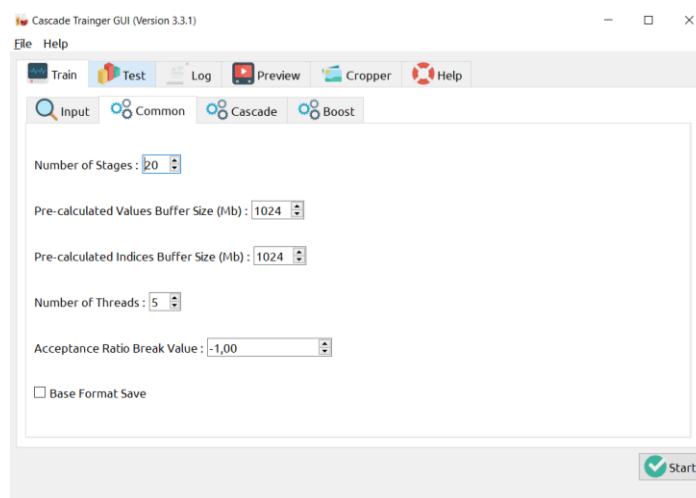 Cascade Trainger GUI (Version 3.3.1)
File Help
Train Test Log Preview Cropper Help
Input Common Cascade Boost
Number of Stages : 20
Pre-calculated Values Buffer Size (Mb) : 1024
Pre-calculated Indices Buffer Size (Mb) : 1024
Number of Threads : 5
Acceptance Ratio Break Value : -1,00
Base Format Save
Start